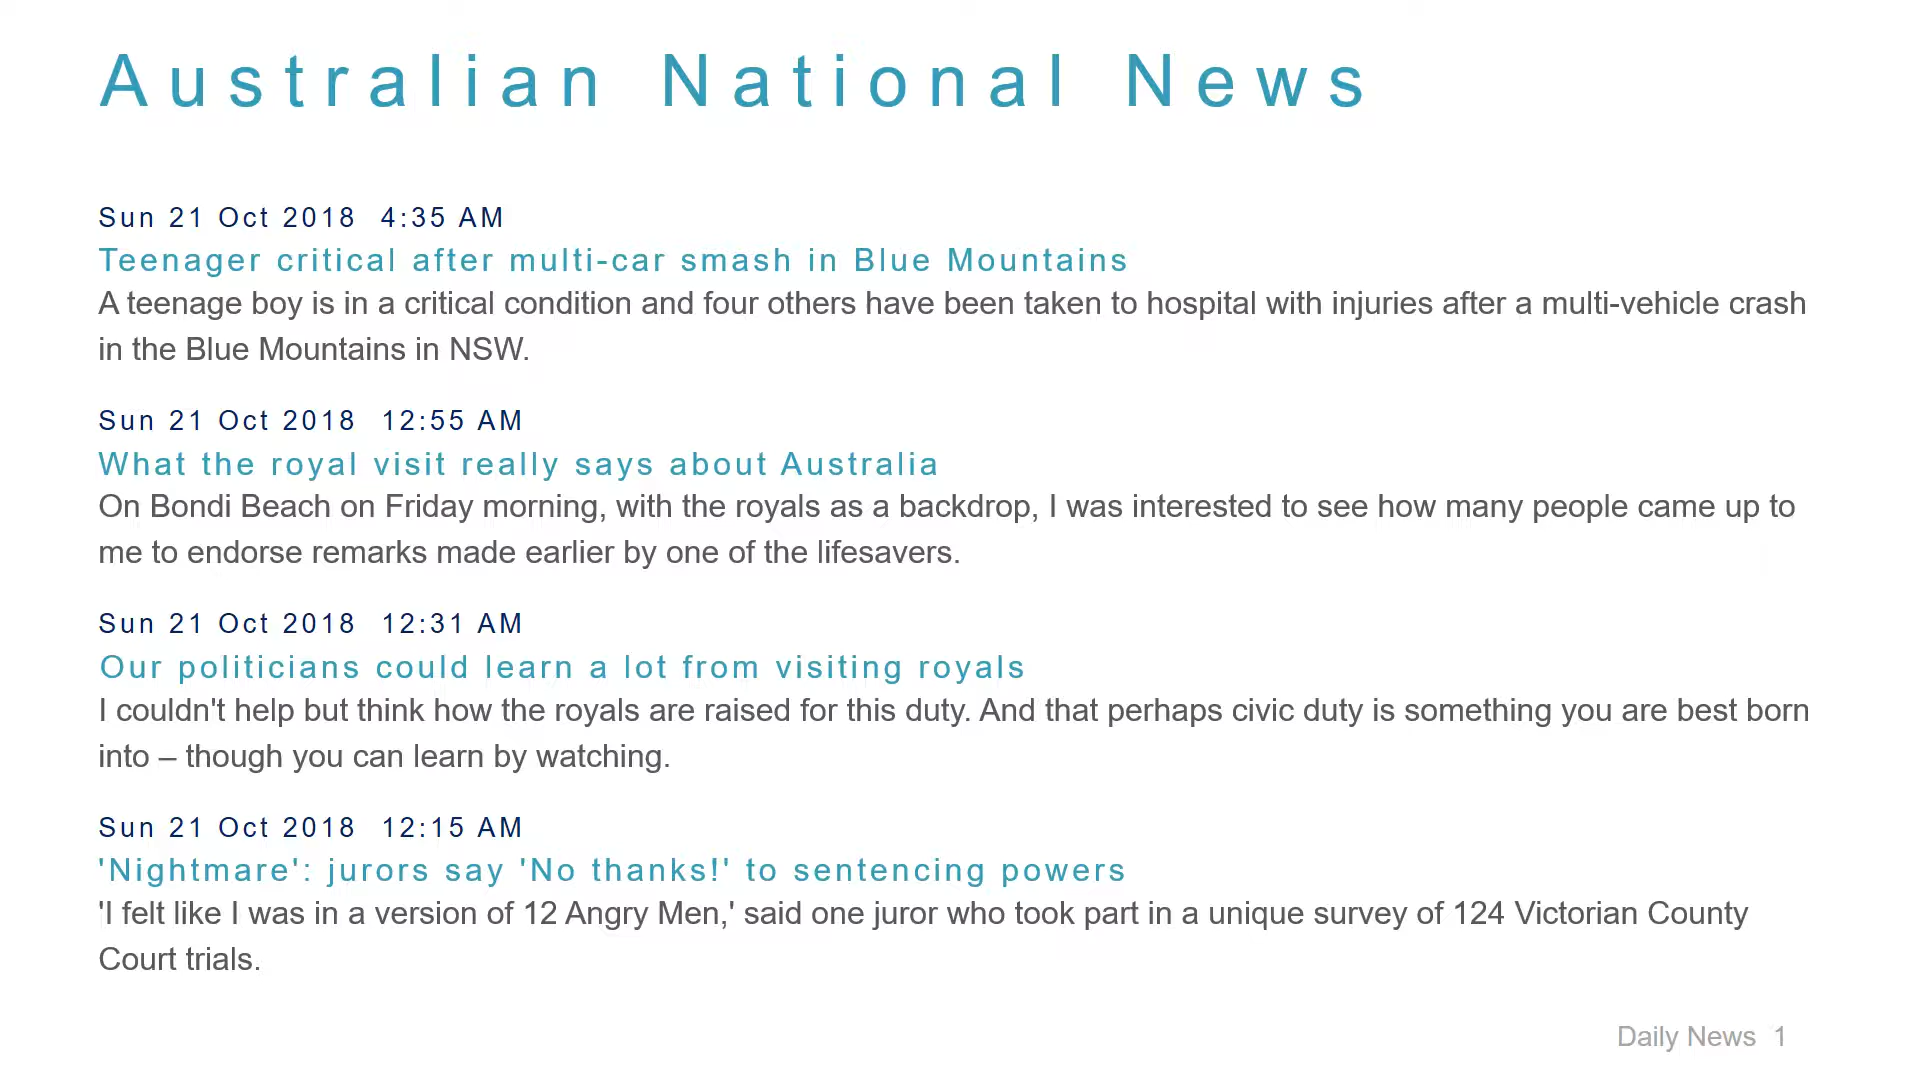 Australian National News
Sun 21 Oct 2018  4:35 AM
Teenager critical after multi-car smash in Blue Mountains
A teenage boy is in a critical condition and four others have been taken to hospital with injuries after a multi-vehicle crash
in the Blue Mountains in NSW.
Sun 21 Oct 2018  12:55 AM
What the royal visit really says about Australia
On Bondi Beach on Friday morning, with the royals as a backdrop, I was interested to see how many people came up to
me to endorse remarks made earlier by one of the lifesavers.
Sun 21 Oct 2018  12:31 AM
Our politicians could learn a lot from visiting royals
I couldn't help but think how the royals are raised for this duty. And that perhaps civic duty is something you are best born
into – though you can learn by watching.
Sun 21 Oct 2018  12:15 AM
'Nightmare': jurors say 'No thanks!' to sentencing powers
'I felt like I was in a version of 12 Angry Men,' said one juror who took part in a unique survey of 124 Victorian County
Court trials.
Daily News  1